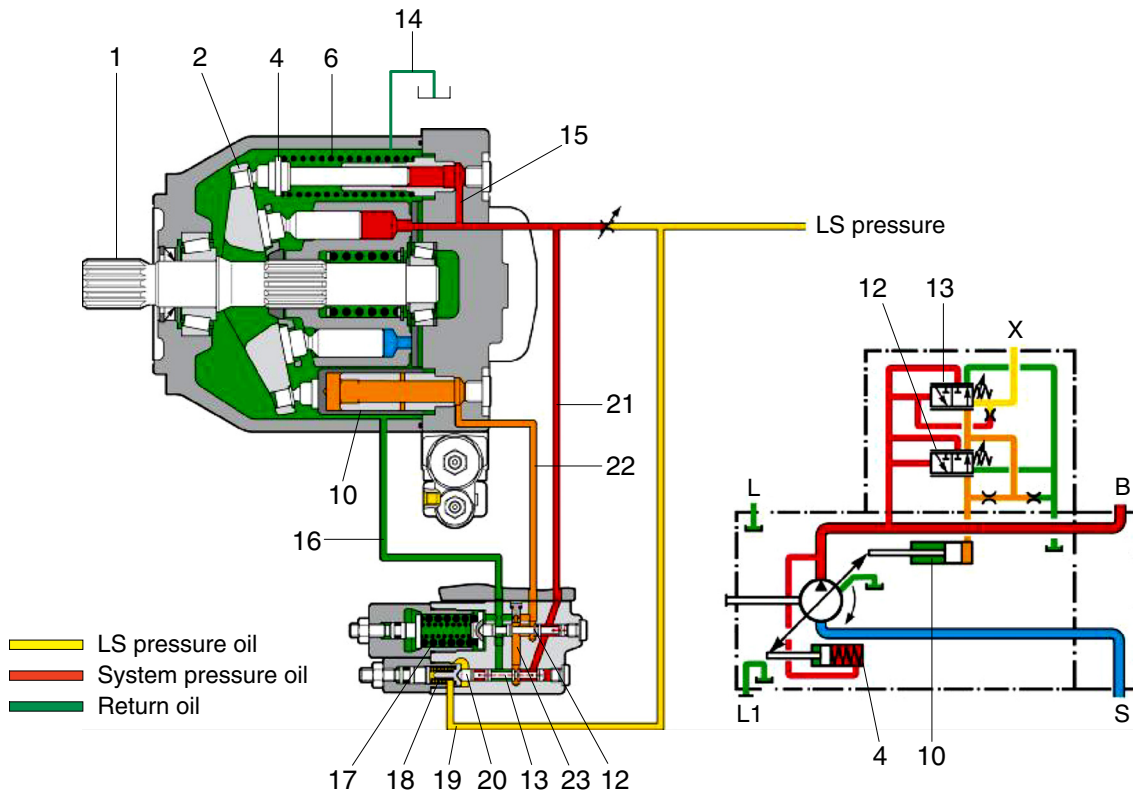 14
1 2 4 6
15
LS pressure
12 13
X
21
22
10
L
B
16
LS pressure oil
System pressure oil
Return oil
L1
S
17 18 19 20 13 23 12
4 10